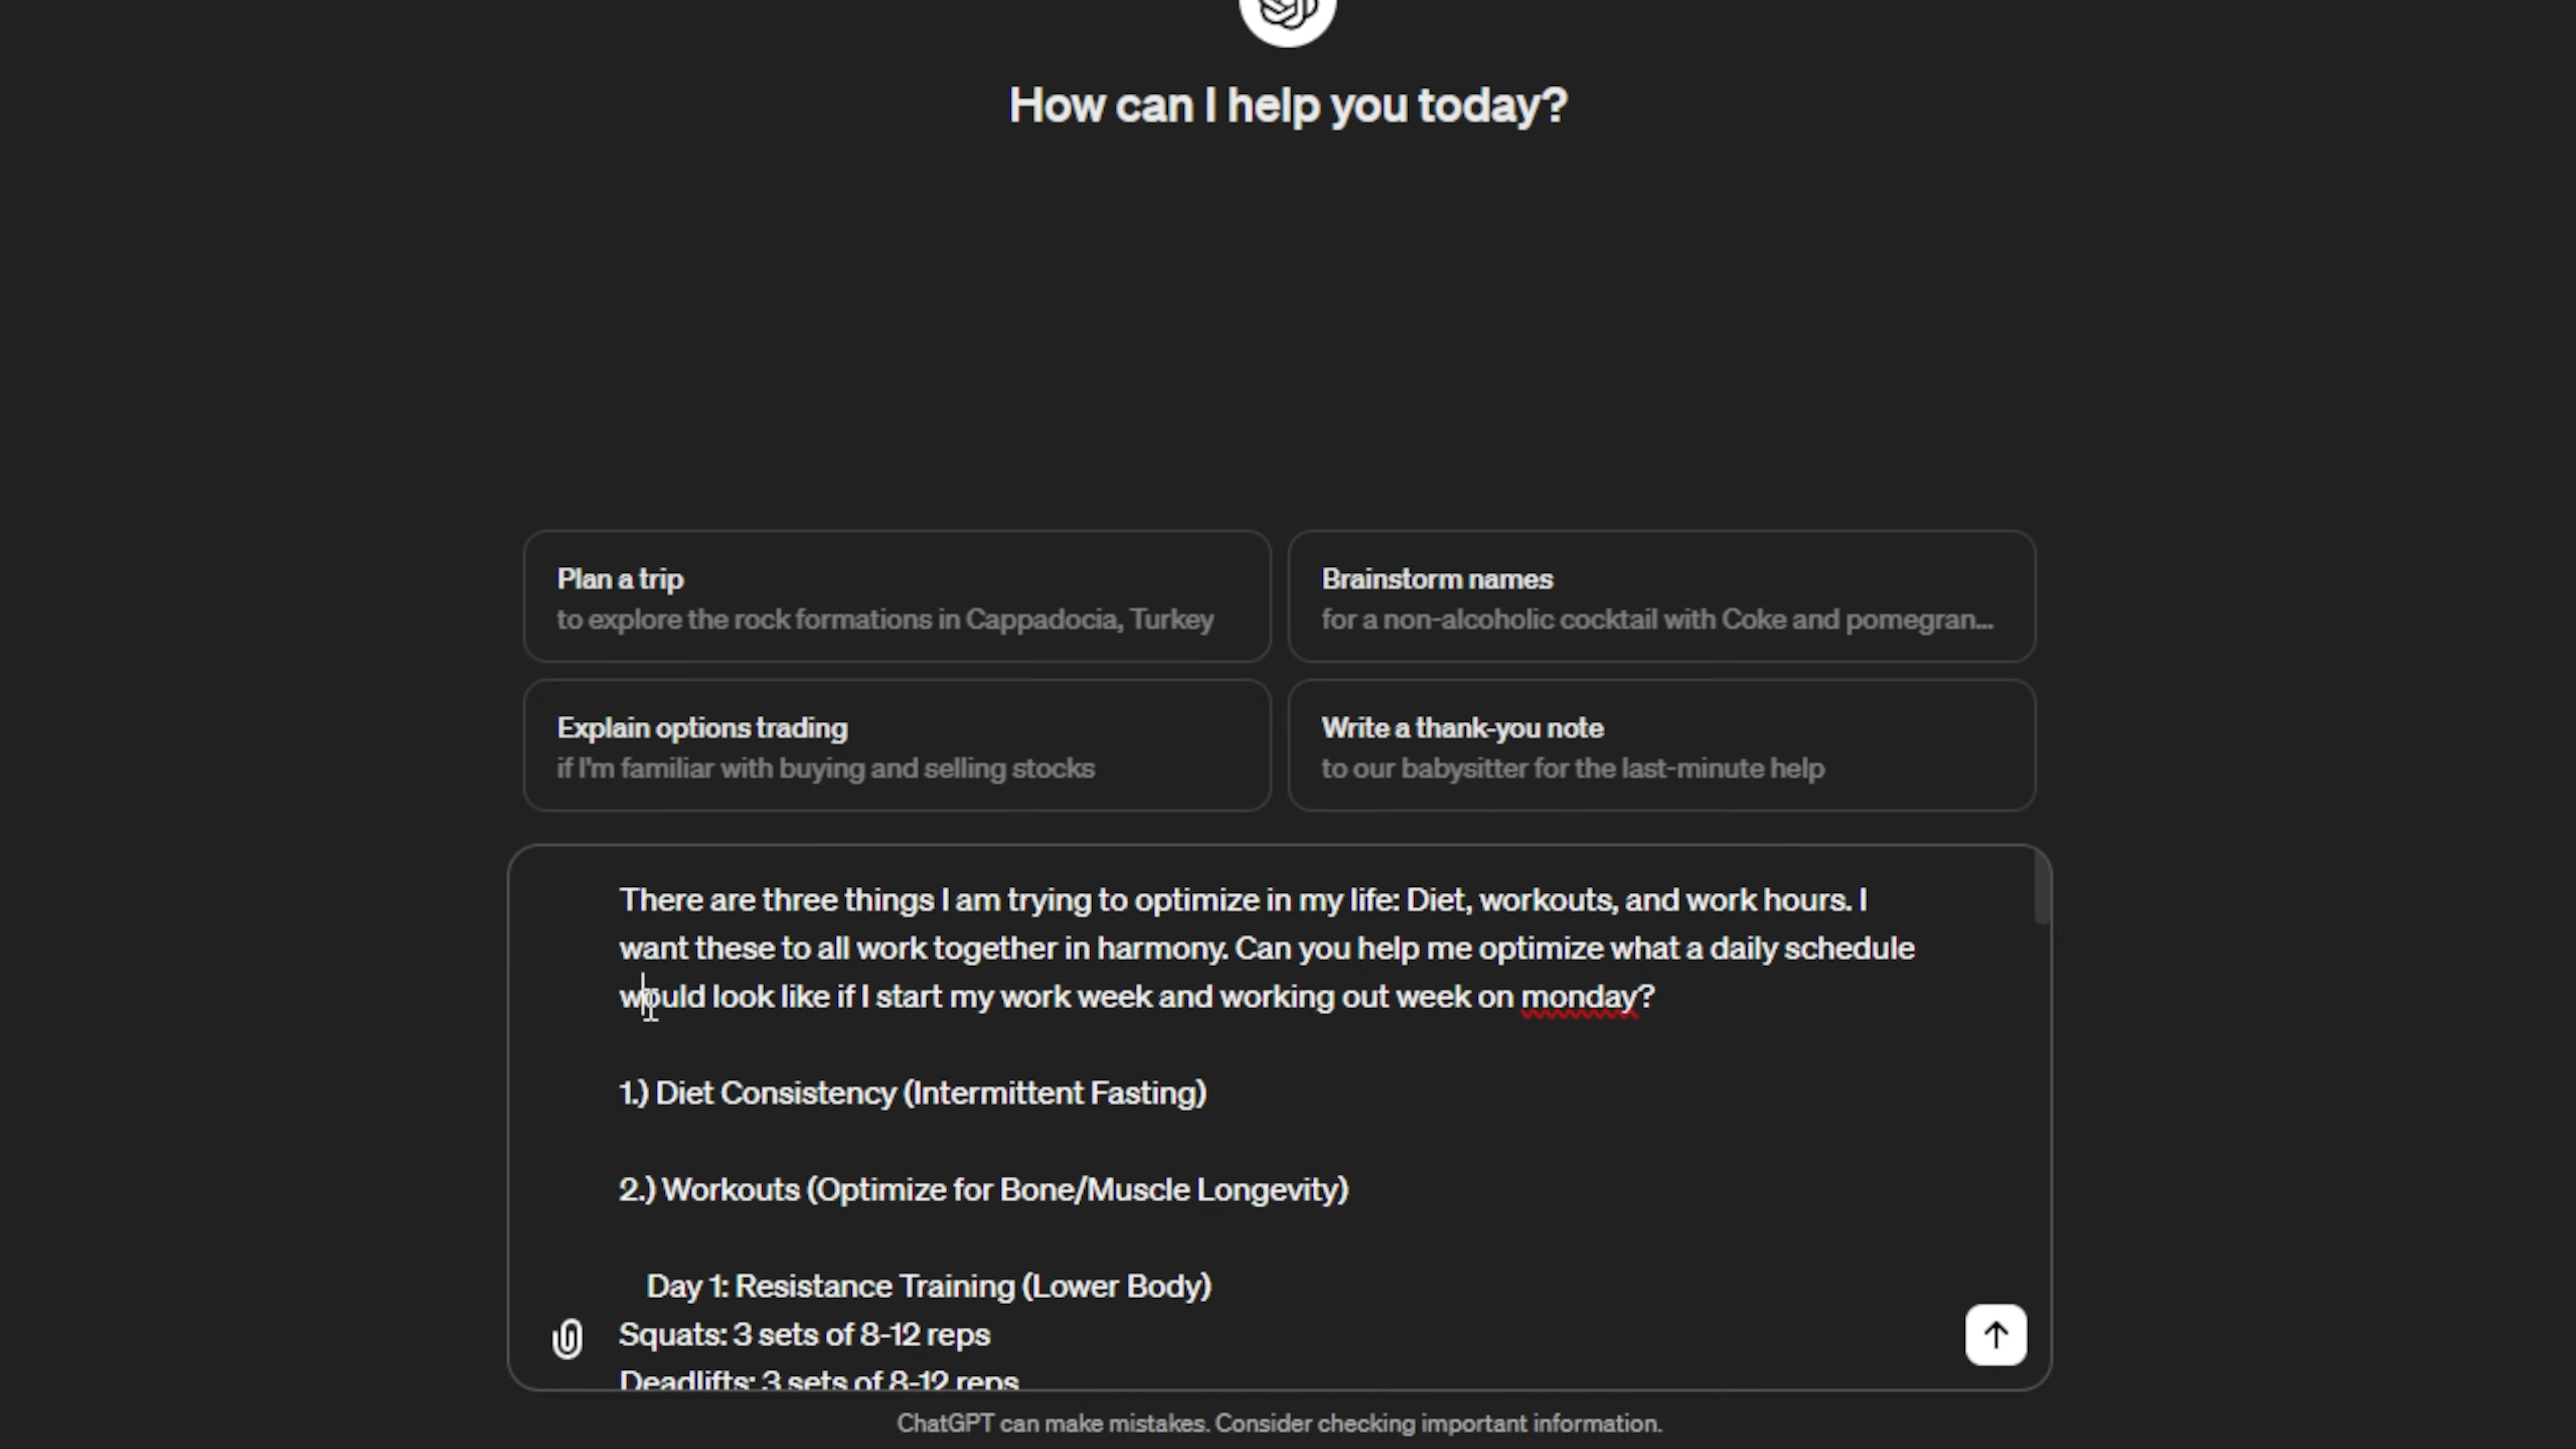 How can I help you today?
Plan a trip
to explore the rock formations in Cappadocia, Turkey
Brainstorm names
for a non-alcoholic cocktail with Coke and pomegran...
Explain options trading
if I'm familiar with buying and selling stocks
Write a thank-you note
to our babysitter for the last-minute help
There are three things I am trying to optimize in my life: Diet, workouts, and work hours. I
want these to all work together in harmony. Can you help me optimize what a daily schedule
would look like if I start my work week and working out week on monday?
1.) Diet Consistency (Intermittent Fasting)
2.) Workouts (Optimize for Bone/Muscle Longevity)
Day 1: Resistance Training (Lower Body)
Squats: 3 sets of 8-12 reps
Deadlifts: 3 sets of 8-12 reps
ChatGPT can make mistakes. Consider checking important information.